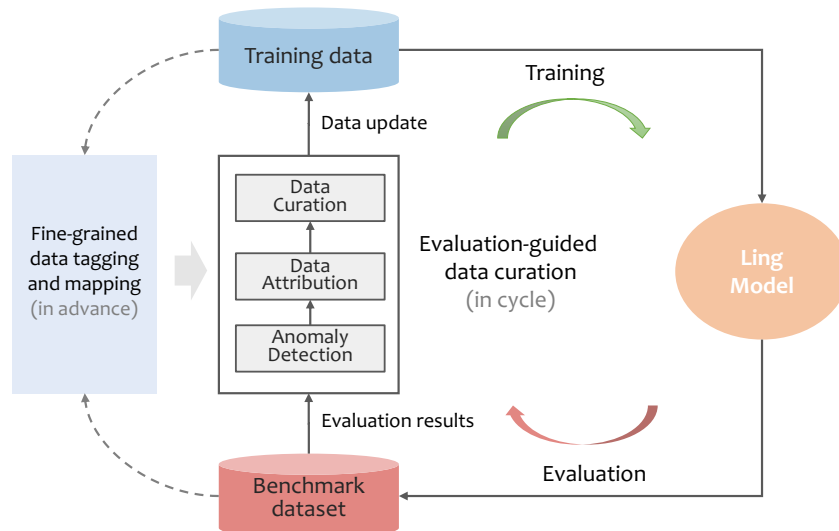 Training data
Training
Data update
Data
Curation
Data
Attribution
Anomaly
Detection
Fine-grained
data tagging
and mapping
(in advance)
Evaluation-guided
data curation
(in cycle)
Ling
Model
Evaluation results
Evaluation
Benchmark
dataset